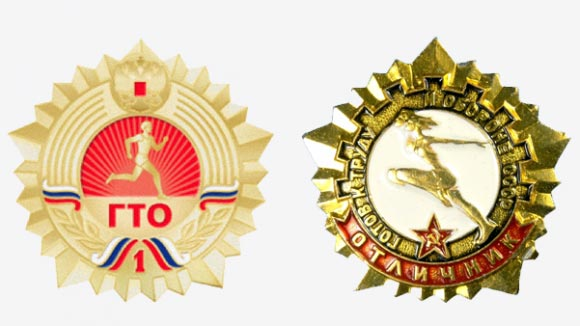 ГТО
1
ГОТОВ К ТРУДУ И ОБОРОНЕ СССР
ОТЛИЧНИК